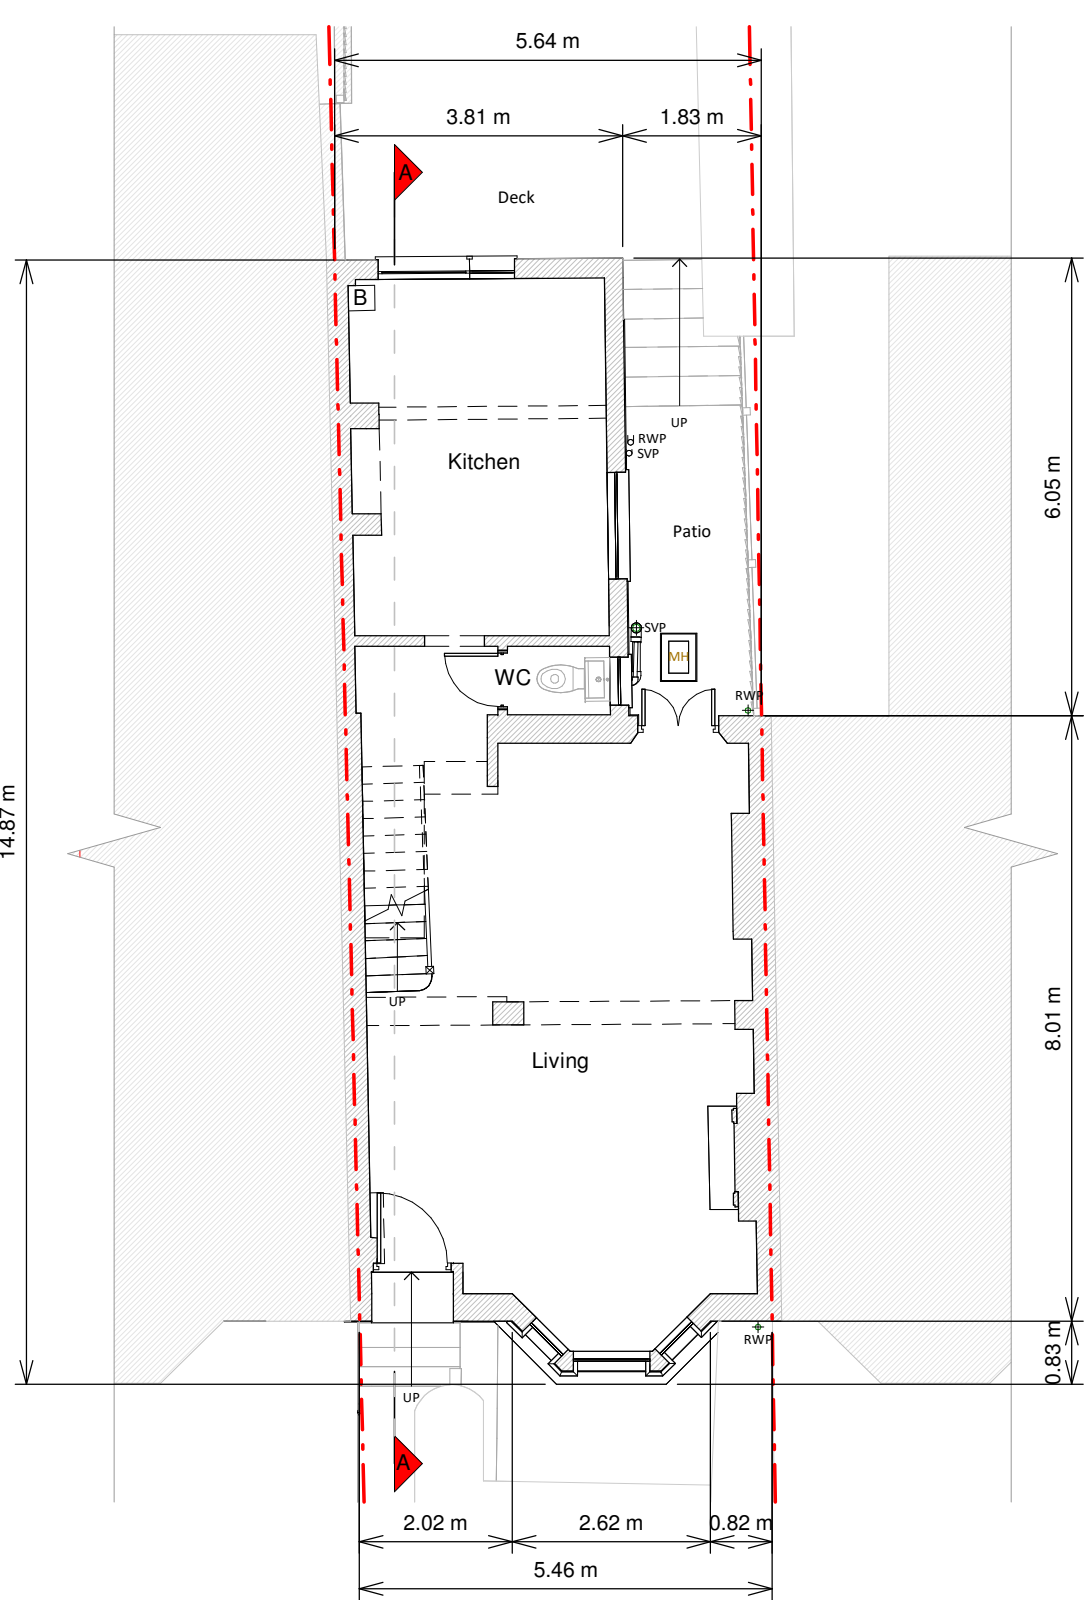 5.64 m
3.81 m
1.83 m
A
Deck
B
UP
RWP
SVP
Kitchen
6.05 m
Patio
SVP
MH
WC
RWP
14.87 m
UP
8.01 m
Living
RWP
0.83 m
UP
A
2.02 m
2.62 m
0.82 m
5.46 m